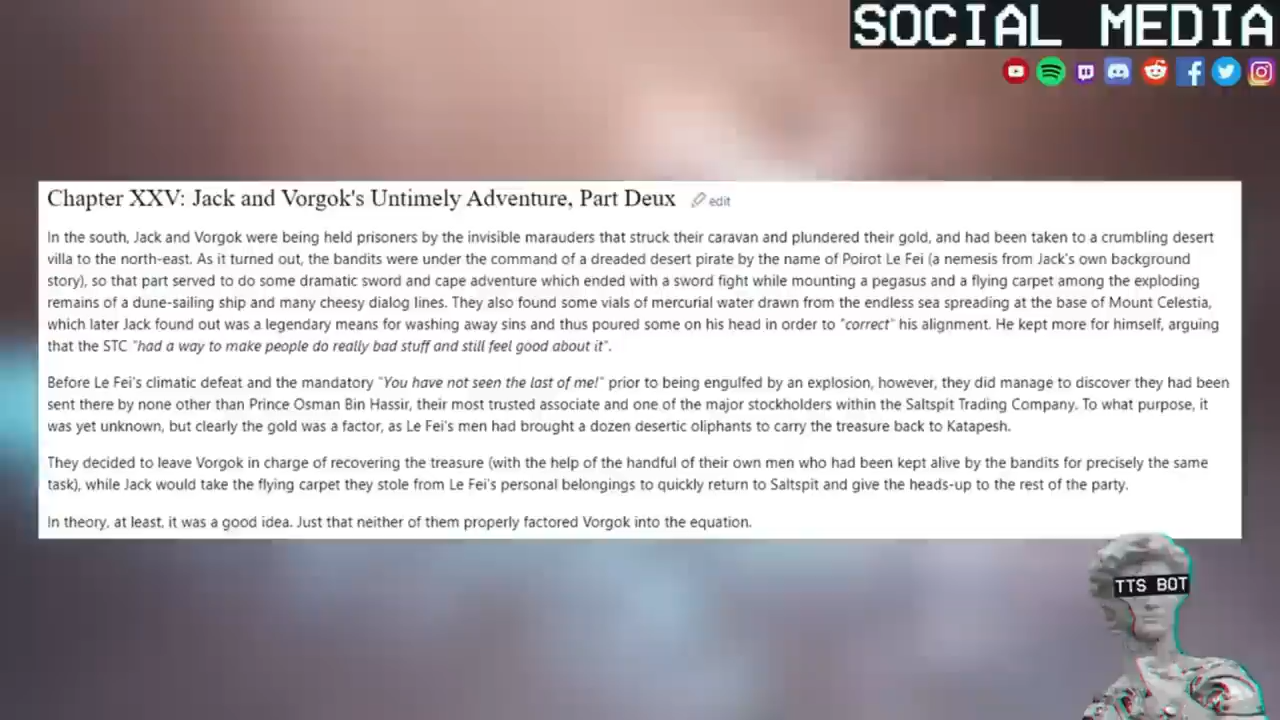 SOCIAL MEDIA
Chapter XXV: Jack and Vorgok's Untimely Adventure, Part Deux edit
In the south, Jack and Vorgok were being held prisoners by the invisible marauders that struck their caravan and plundered their gold, and had been taken to a crumbling desert
villa to the north-east. As it turned out, the bandits were under the command of a dreaded desert pirate by the name of Poirot Le Fei (a nemesis from Jack's own background
story), so that part served to do some dramatic sword and cape adventure which ended with a sword fight while mounting a pegasus and a flying carpet among the exploding
remains of a dune-sailing ship and many cheesy dialog lines. They also found some vials of mercurial water drawn from the endless sea spreading at the base of Mount Celestia,
which later Jack found out was a legendary means for washing away sins and thus poured some on his head in order to "correct" his alignment. He kept more for himself, arguing
that the STC "had a way to make people do really bad stuff and still feel good about it".
Before Le Fei's climatic defeat and the mandatory "You have not seen the last of me!" prior to being engulfed by an explosion, however, they did manage to discover they had been
sent there by none other than Prince Osman Bin Hassir, their most trusted associate and one of the major stockholders within the Saltspit Trading Company. To what purpose, it
was yet unknown, but clearly the gold was a factor, as Le Fei's men had brought a dozen desertic oliphants to carry the treasure back to Katapesh.
They decided to leave Vorgok in charge of recovering the treasure (with the help of the handful of their own men who had been kept alive by the bandits for precisely the same
task), while Jack would take the flying carpet they stole from Le Fei's personal belongings to quickly return to Saltspit and give the heads-up to the rest of the party.
In theory, at least, it was a good idea. Just that neither of them properly factored Vorgok into the equation.
TTS BOT